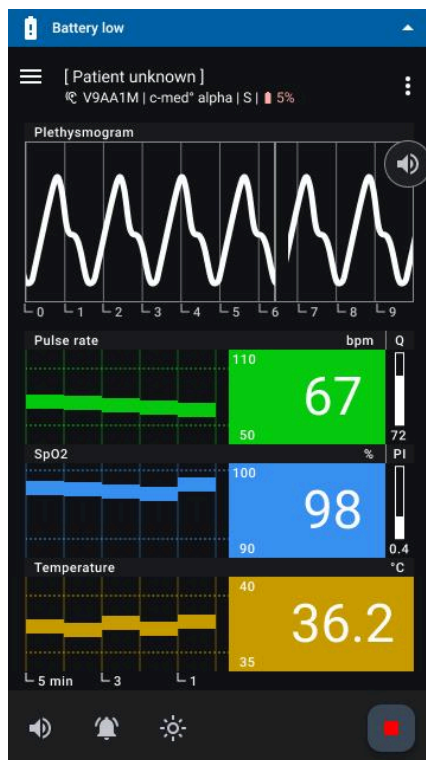 Battery low
[ Patient unknown ]
V9AA1M | c-med° alpha | S | 5%
Plethysmogram
0 1 2 3 4 5 6 7 8 9
Pulse rate bpm Q
110
67
50 72
SpO2 % PI
100
98
90 0.4
Temperature °C
40
36.2
35
5 min 3 1